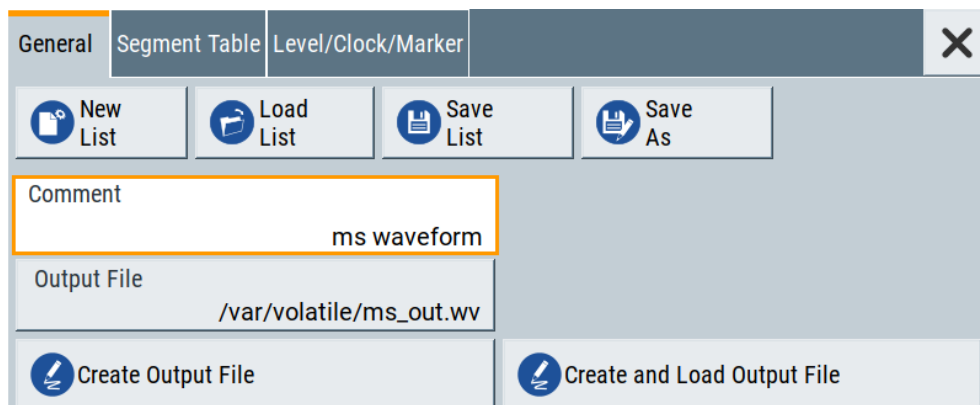 General Segment Table Level/Clock/Marker
New List Load List Save List Save As
Comment
ms waveform
Output File
/var/volatile/ms_out.wv
Create Output File Create and Load Output File